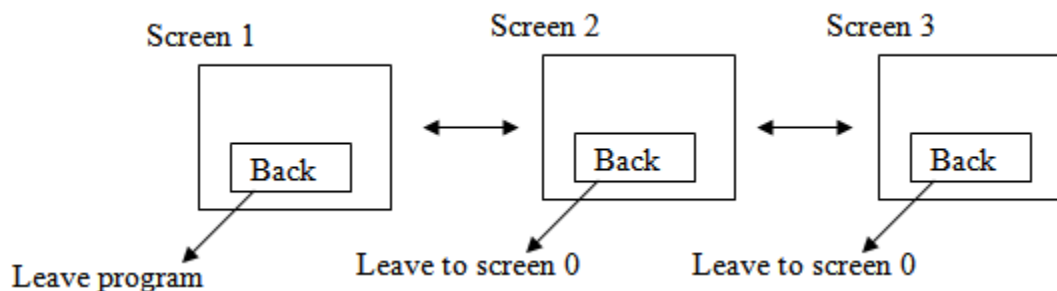 Screen 1
Screen 2
Screen 3
Back
Back
Back
Leave program
Leave to screen 0
Leave to screen 0